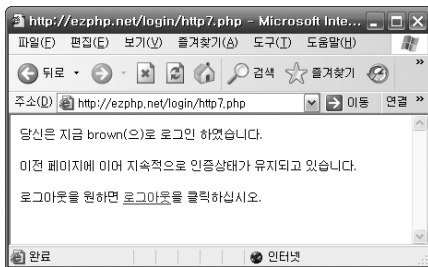 http://ezphp.net/login/http7.php - Microsoft Inte...
파일(F) 편집(E) 보기(V) 즐겨찾기(A) 도구(T) 도움말(H)
뒤로 검색 즐겨찾기 »
주소(D) http://ezphp.net/login/http7.php 이동 연결 »
당신은 지금 brown(으)로 로그인 하였습니다.
이전 페이지에 이어 지속적으로 인증상태가 유지되고 있습니다.
로그아웃을 원하면 로그아웃을 클릭하십시오.
완료 인터넷